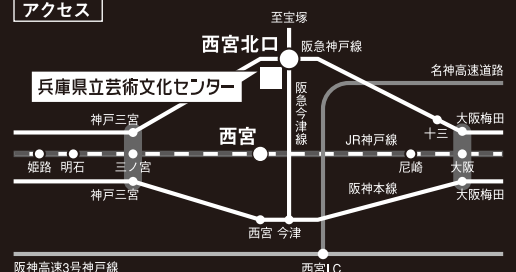 アクセス
至宝塚
西宮北口
阪急神戸線
兵庫県立芸術文化センター
名神高速道路
阪急今津線
神戸三宮
西宮
JR神戸線
十三
大阪梅田
姫路
明石
三ノ宮
尼崎
大阪
神戸三宮
阪神本線
大阪梅田
西宮
今津
阪神高速3号神戸線
西宮I.C